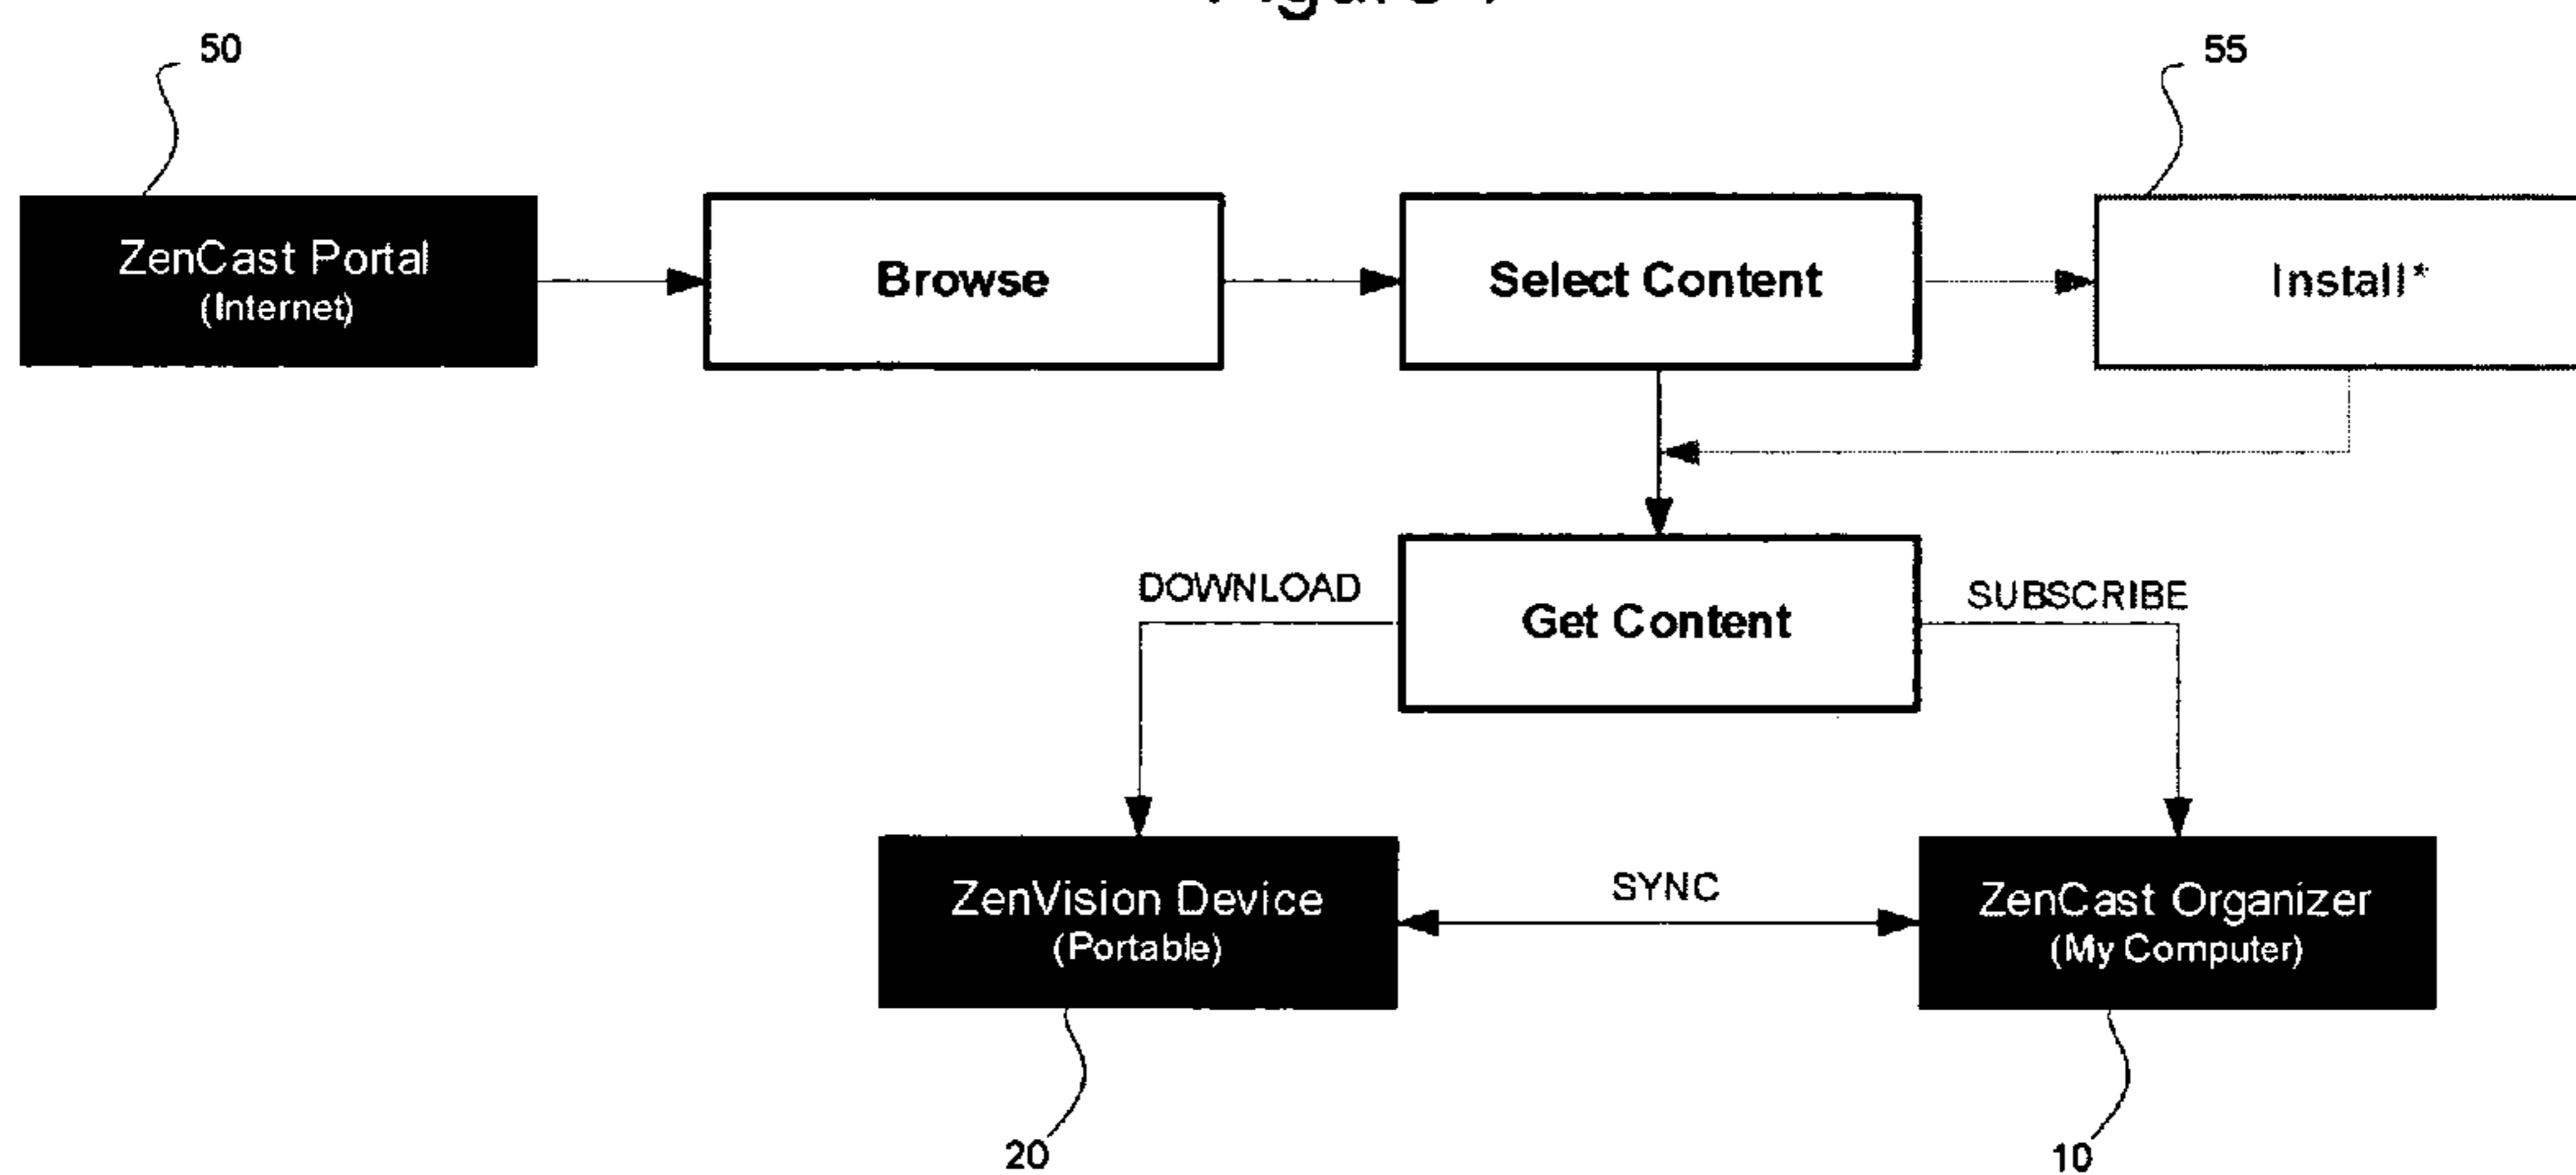 50
55
ZenCast Portal
(Internet)
Browse
Select Content
Install*
DOWNLOAD
Get Content
SUBSCRIBE
ZenVision Device
(Portable)
SYNC
ZenCast Organizer
(My Computer)
20
10